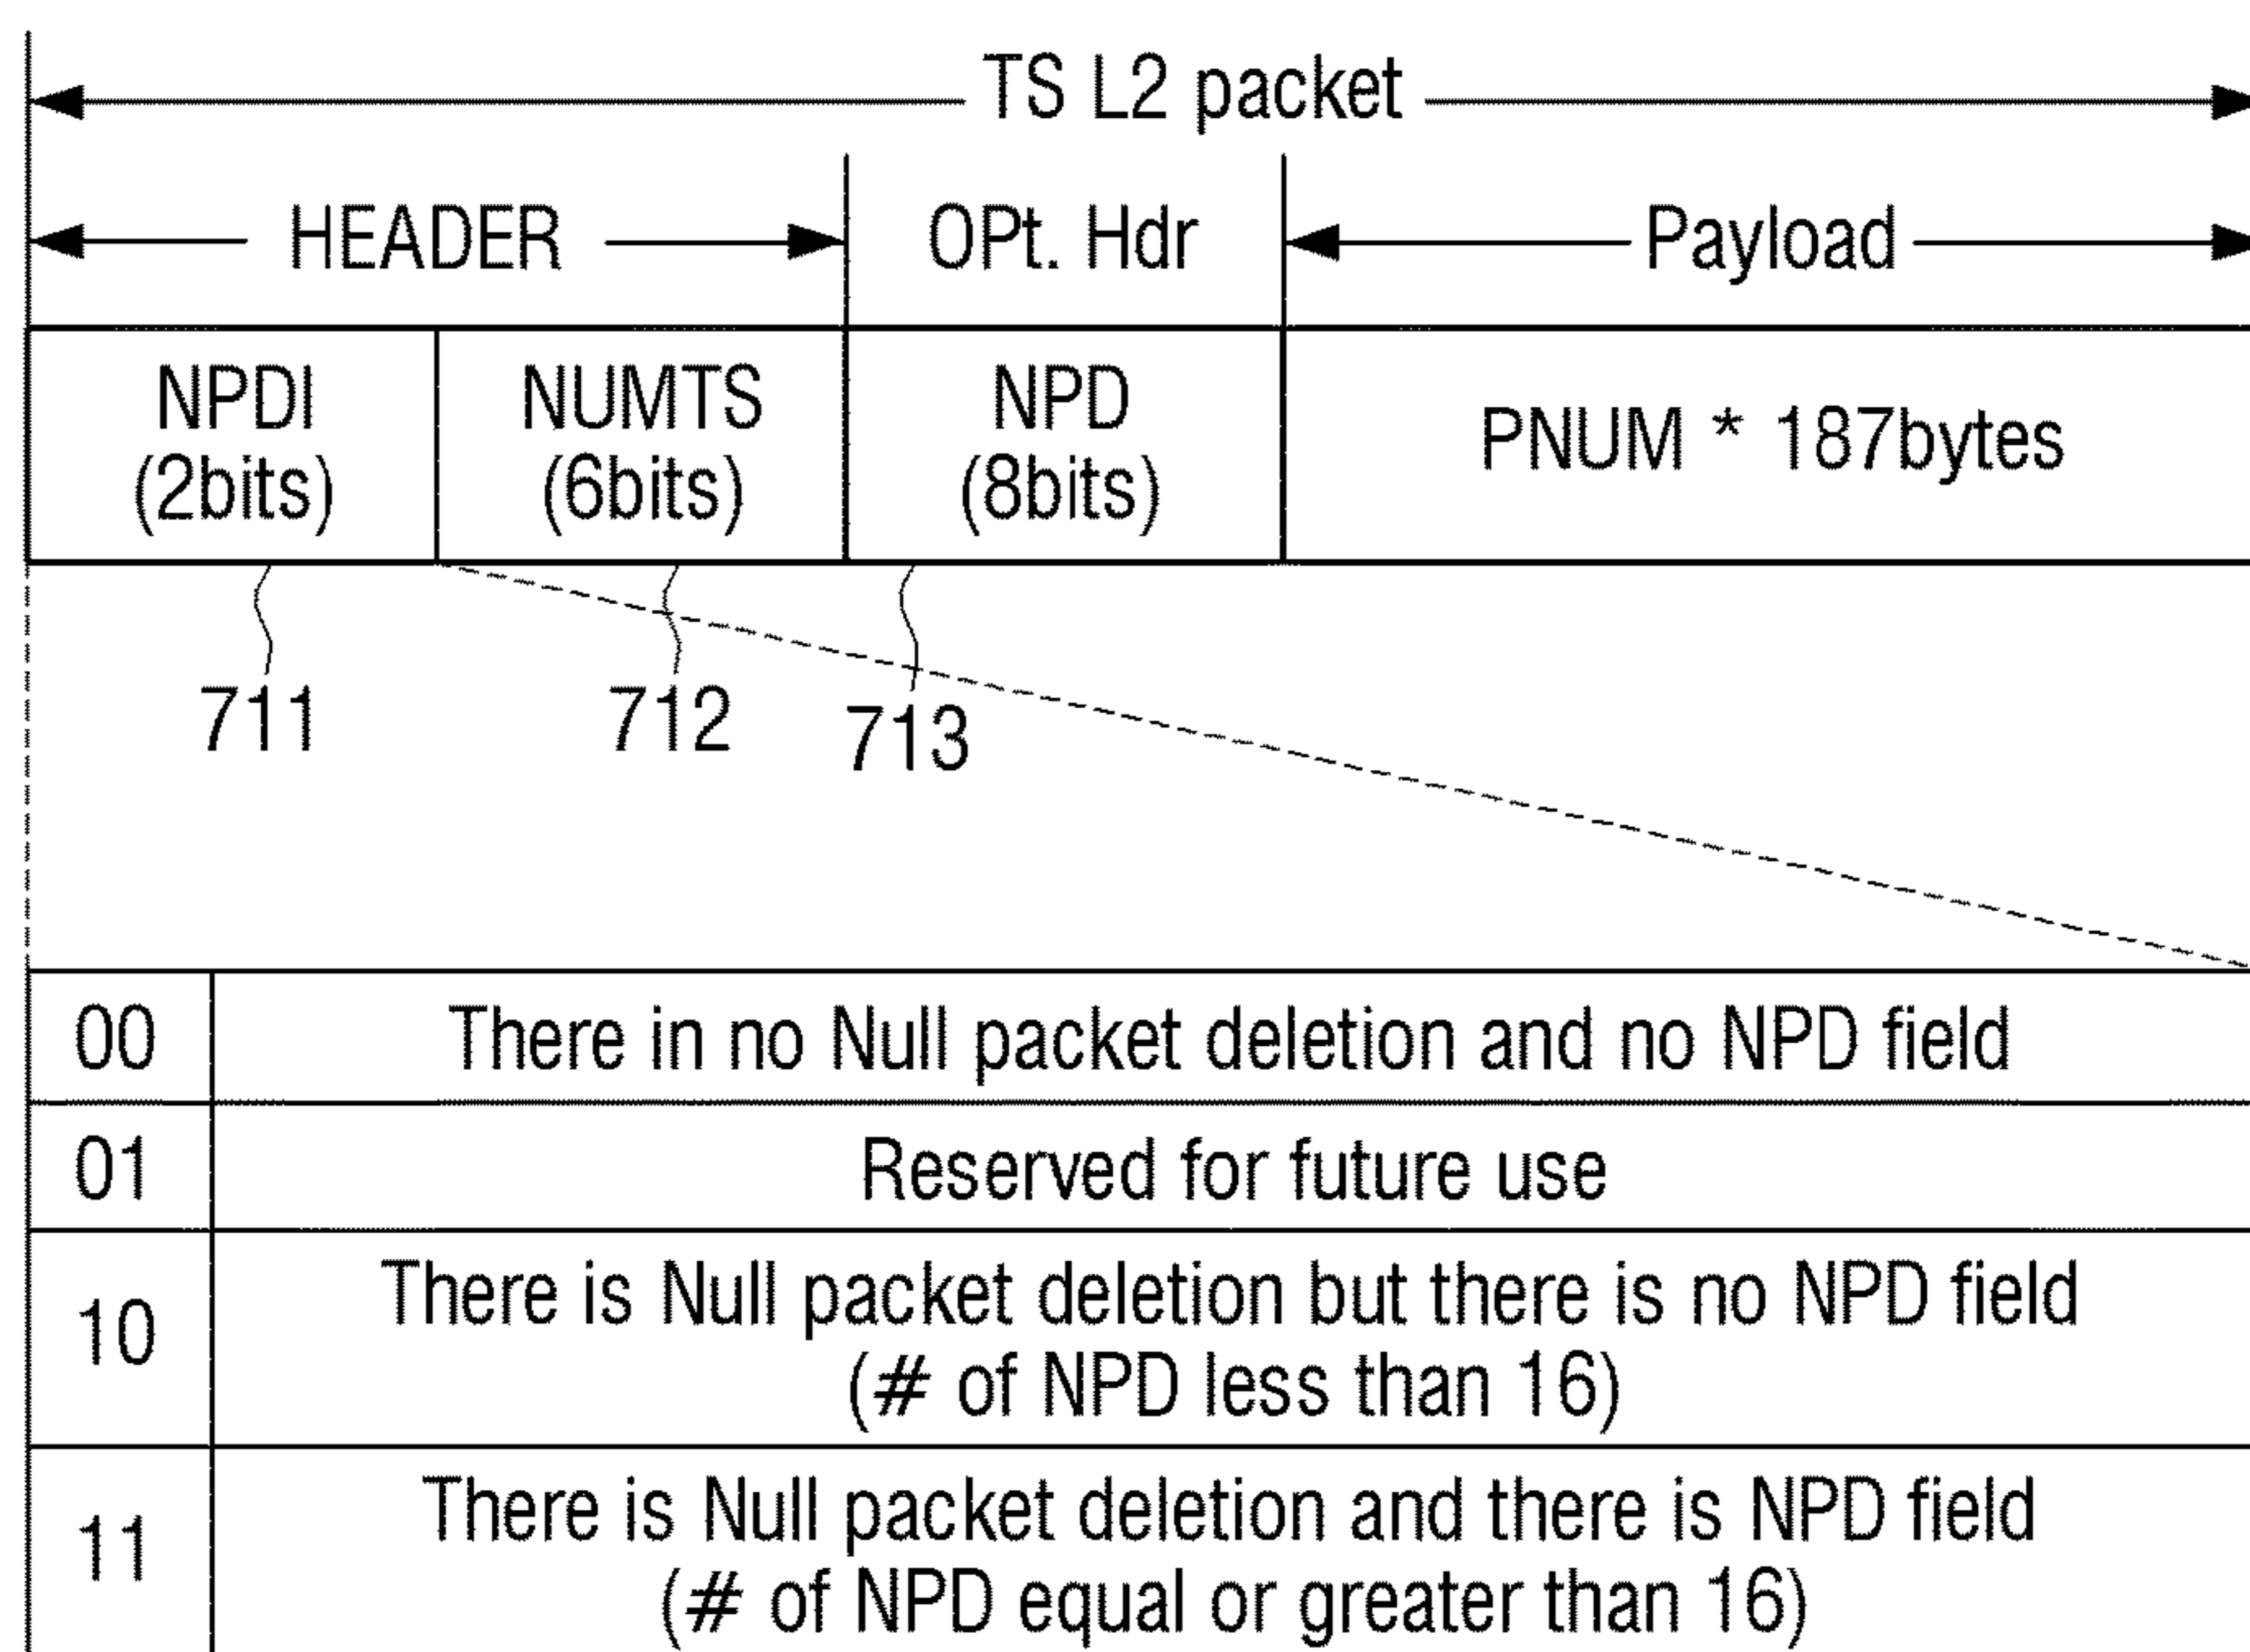 TS L2 packet
HEADER OPt. Hdr Payload
NPDI NUMTS NPD PNUM * 187bytes
(2bits) (6bits) (8bits)
711 712 713
00 There in no Null packet deletion and no NPD field
01 Reserved for future use
10 There is Null packet deletion but there is no NPD field
(# of NPD less than 16)
11 There is Null packet deletion and there is NPD field
(# of NPD equal or greater than 16)